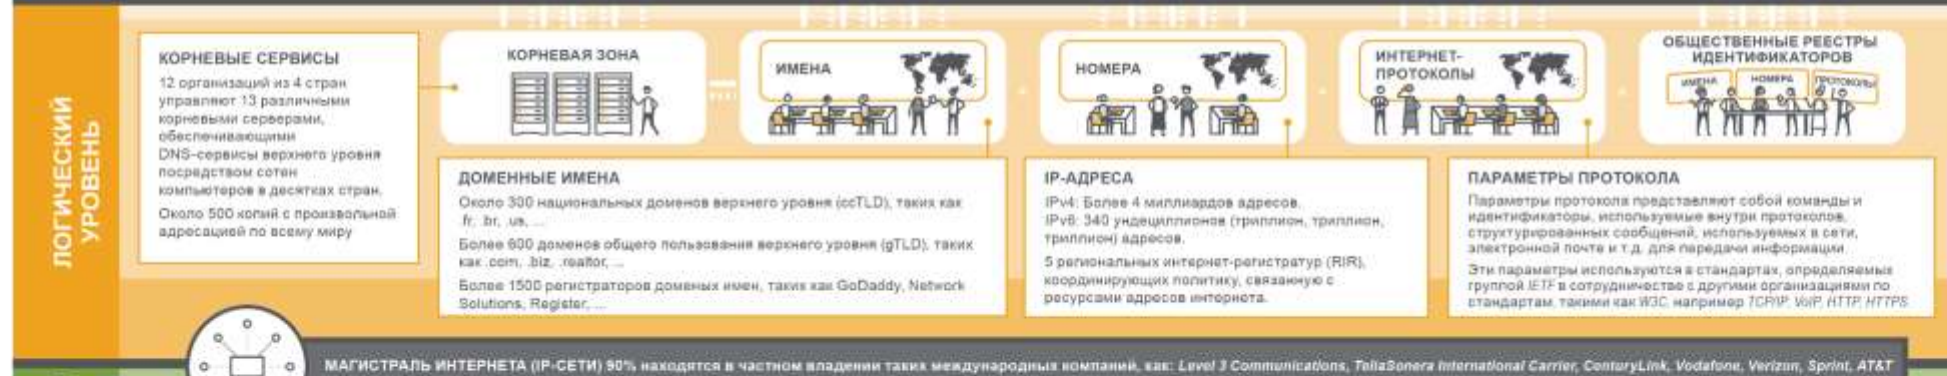 ЛОГИЧЕСКИЙ
УРОВЕНЬ
КОРНЕВЫЕ СЕРВИСЫ
12 организаций из 4 стран
управляют 13 различными
корневыми серверами,
обеспечивающими
DNS-сервисы верхнего уровня
посредством сотен
компьютеров в десятках стран.
Около 500 копий с произвольной
адресацией по всему миру
КОРНЕВАЯ ЗОНА
ИМЕНА
НОМЕРА
ИНТЕРНЕТ-
ПРОТОКОЛЫ
ОБЩЕСТВЕННЫЕ РЕЕСТРЫ
ИДЕНТИФИКАТОРОВ
ИМЕНА
НОМЕРА
ПРОТОКОЛЫ
ДОМЕННЫЕ ИМЕНА
Около 300 национальных доменов верхнего уровня (ccTLD), таких как
.fr, .br, .us, ...
Более 600 доменов общего пользования верхнего уровня (gTLD), таких
как .com, .biz, .realtor, ...
Более 1500 регистраторов доменых имен, таких как GoDaddy, Network
Solutions, Register, ...
IP-АДРЕСА
IPv4: Более 4 миллиардов адресов.
IPv6: 340 ундециллионов (триллион, триллион,
триллион) адресов.
5 региональных интернет-регистратур (RIR),
координирующих политику, связанную с
ресурсами адресов интернета.
ПАРАМЕТРЫ ПРОТОКОЛА
Параметры протокола представляют собой команды и
идентификаторы, используемые внутри протоколов,
структурированных сообщений, используемых в сети,
электронной почте и т.д. для передачи информации.
Эти параметры используются в стандартах, определяемых
группой IETF в сотрудничестве с другими организациями по
стандартам, такими как W3C, например TCP/IP, VoIP, HTTP, HTTPS
МАГИСТРАЛЬ ИНТЕРНЕТА (IP-СЕТИ) 90% находятся в частном владении таких международных компаний, как: Level 3 Communications, TeliaSonera International Carrier, CenturyLink, Vodafone, Verizon, Sprint, AT&T